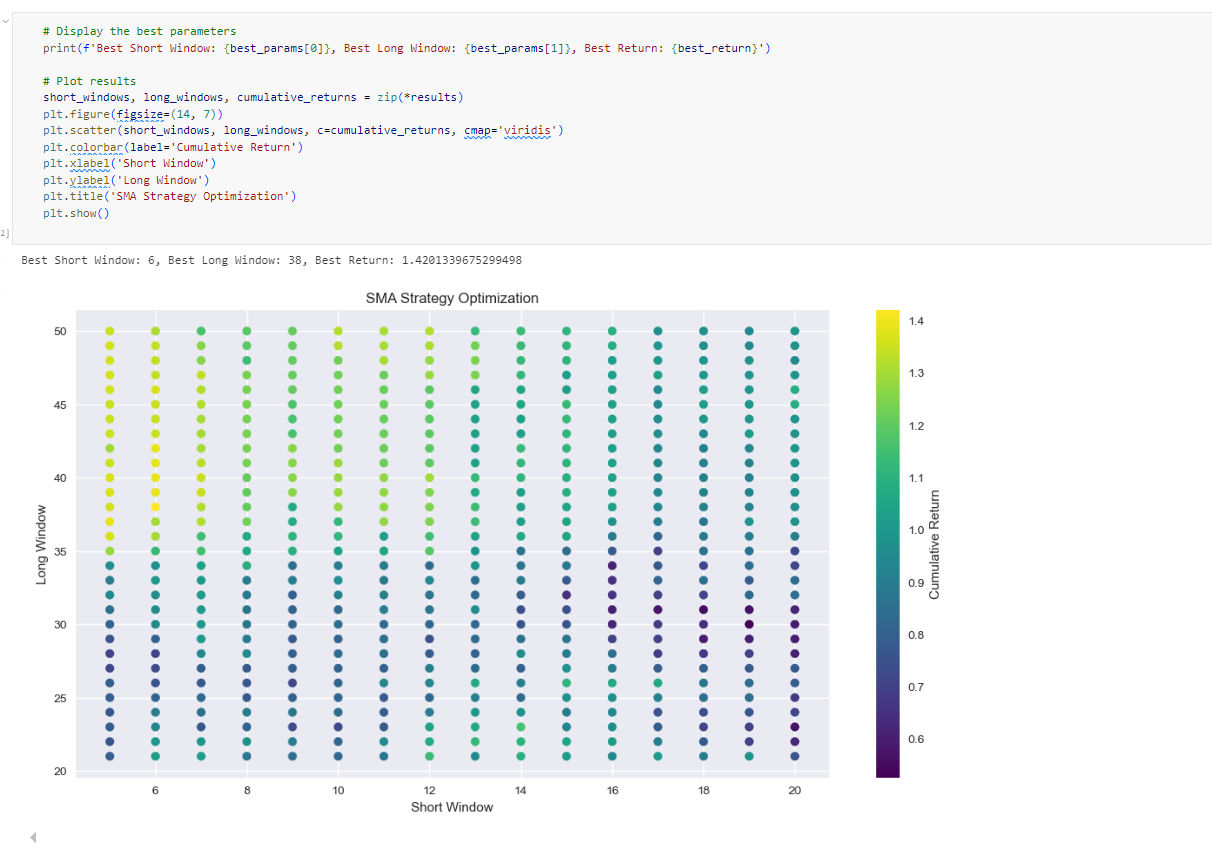 # Display the best parameters
print(f'Best Short Window: {best_params[0]}, Best Long Window: {best_params[1]}, Best Return: {best_return}')
# Plot results
short_windows, long_windows, cumulative_returns = zip(*results)
plt.figure(figsize=(14, 7))
plt.scatter(short_windows, long_windows, c=cumulative_returns, cmap='viridis')
plt.colorbar(label='Cumulative Return')
plt.xlabel('Short Window')
plt.ylabel('Long Window')
plt.title('SMA Strategy Optimization')
plt.show()
2]
Best Short Window: 6, Best Long Window: 38, Best Return: 1.4201339675299498
SMA Strategy Optimization
50
45
40
35
30
25
20
Long Window
6 8 10 12 14 16 18 20
Short Window
1.4
1.3
1.2
1.1
1.0
0.9
0.8
0.7
0.6
Cumulative Return